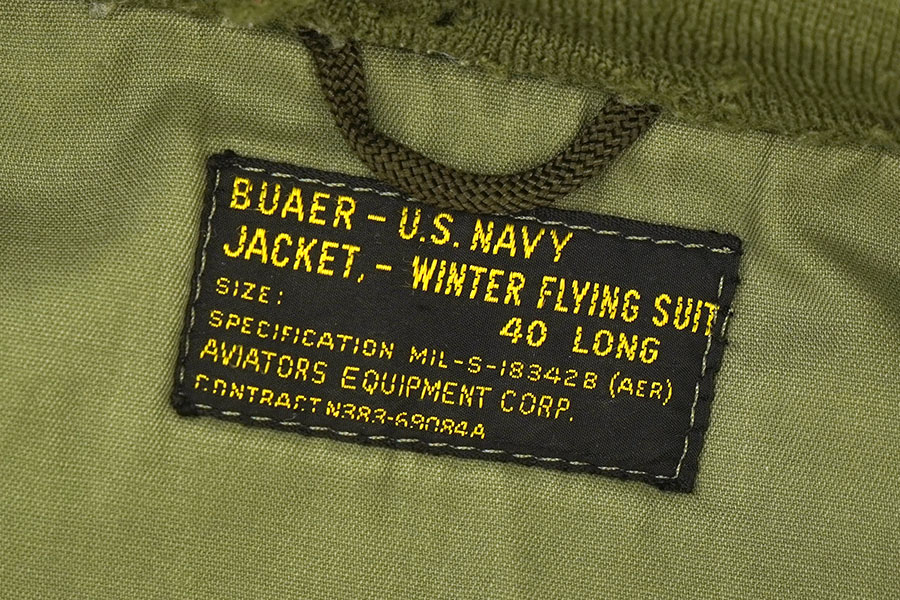 BUAER - U.S. NAVY
JACKET, - WINTER FLYING SUIT
SIZE: 40 LONG
SPECIFICATION MIL-S-18342B (AER)
AVIATORS EQUIPMENT CORP.
CONTRACT N383-69084A